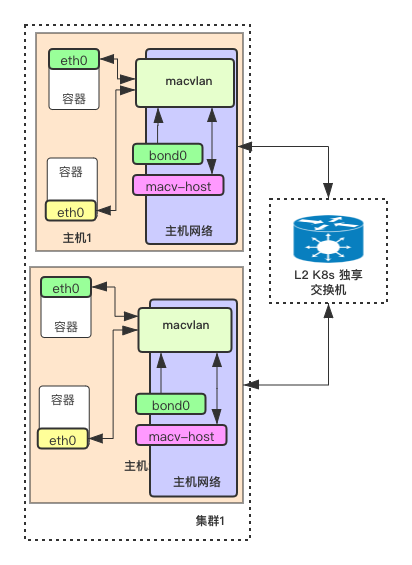 eth0
容器
macvlan
bond0
容器
macv-host
eth0
主机1
主机网络
L2 K8s 独享
交换机
eth0
容器
macvlan
容器
bond0
eth0
macv-host
主机
主机网络
集群1